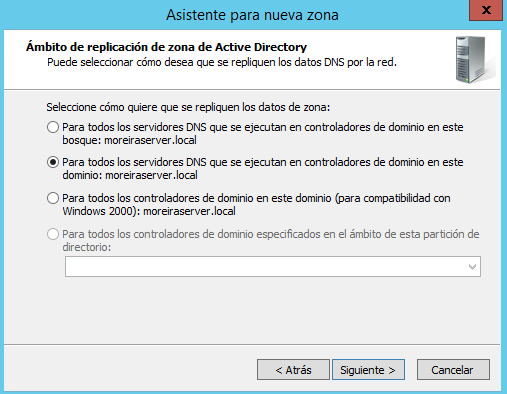 Asistente para nueva zona
x
Ámbito de replicación de zona de Active Directory
Puede seleccionar cómo desea que se repliquen los datos DNS por la red.
Seleccione cómo quiere que se repliquen los datos de zona:
Para todos los servidores DNS que se ejecutan en controladores de dominio en este
bosque: moreiraserver.local
Para todos los servidores DNS que se ejecutan en controladores de dominio en este
dominio: moreiraserver.local
Para todos los controladores de dominio en este dominio (para compatibilidad con
Windows 2000): moreiraserver.local
Para todos los controladores de dominio especificados en el ámbito de esta partición de
directorio:
< Atrás
Siguiente >
Cancelar